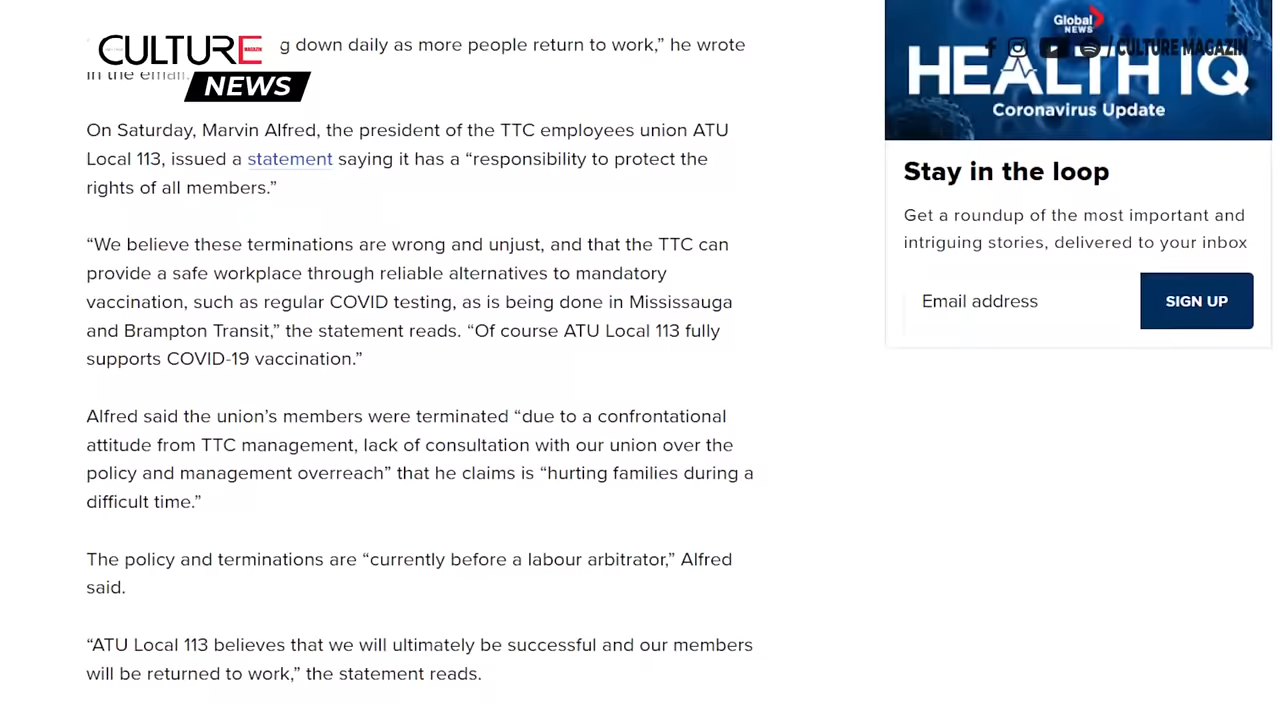 CULTURE
MAGAZIN
NEWS
g down daily as more people return to work,” he wrote
in the email.
On Saturday, Marvin Alfred, the president of the TTC employees union ATU
Local 113, issued a statement saying it has a “responsibility to protect the
rights of all members.”
“We believe these terminations are wrong and unjust, and that the TTC can
provide a safe workplace through reliable alternatives to mandatory
vaccination, such as regular COVID testing, as is being done in Mississauga
and Brampton Transit,” the statement reads. “Of course ATU Local 113 fully
supports COVID-19 vaccination.”
Alfred said the union’s members were terminated “due to a confrontational
attitude from TTC management, lack of consultation with our union over the
policy and management overreach” that he claims is “hurting families during a
difficult time.”
The policy and terminations are “currently before a labour arbitrator,” Alfred
said.
“ATU Local 113 believes that we will ultimately be successful and our members
will be returned to work,” the statement reads.
Global
NEWS
/ CULTURE MAGAZIN
HEALTH IQ
Coronavirus Update
Stay in the loop
Get a roundup of the most important and
intriguing stories, delivered to your inbox
Email address
SIGN UP